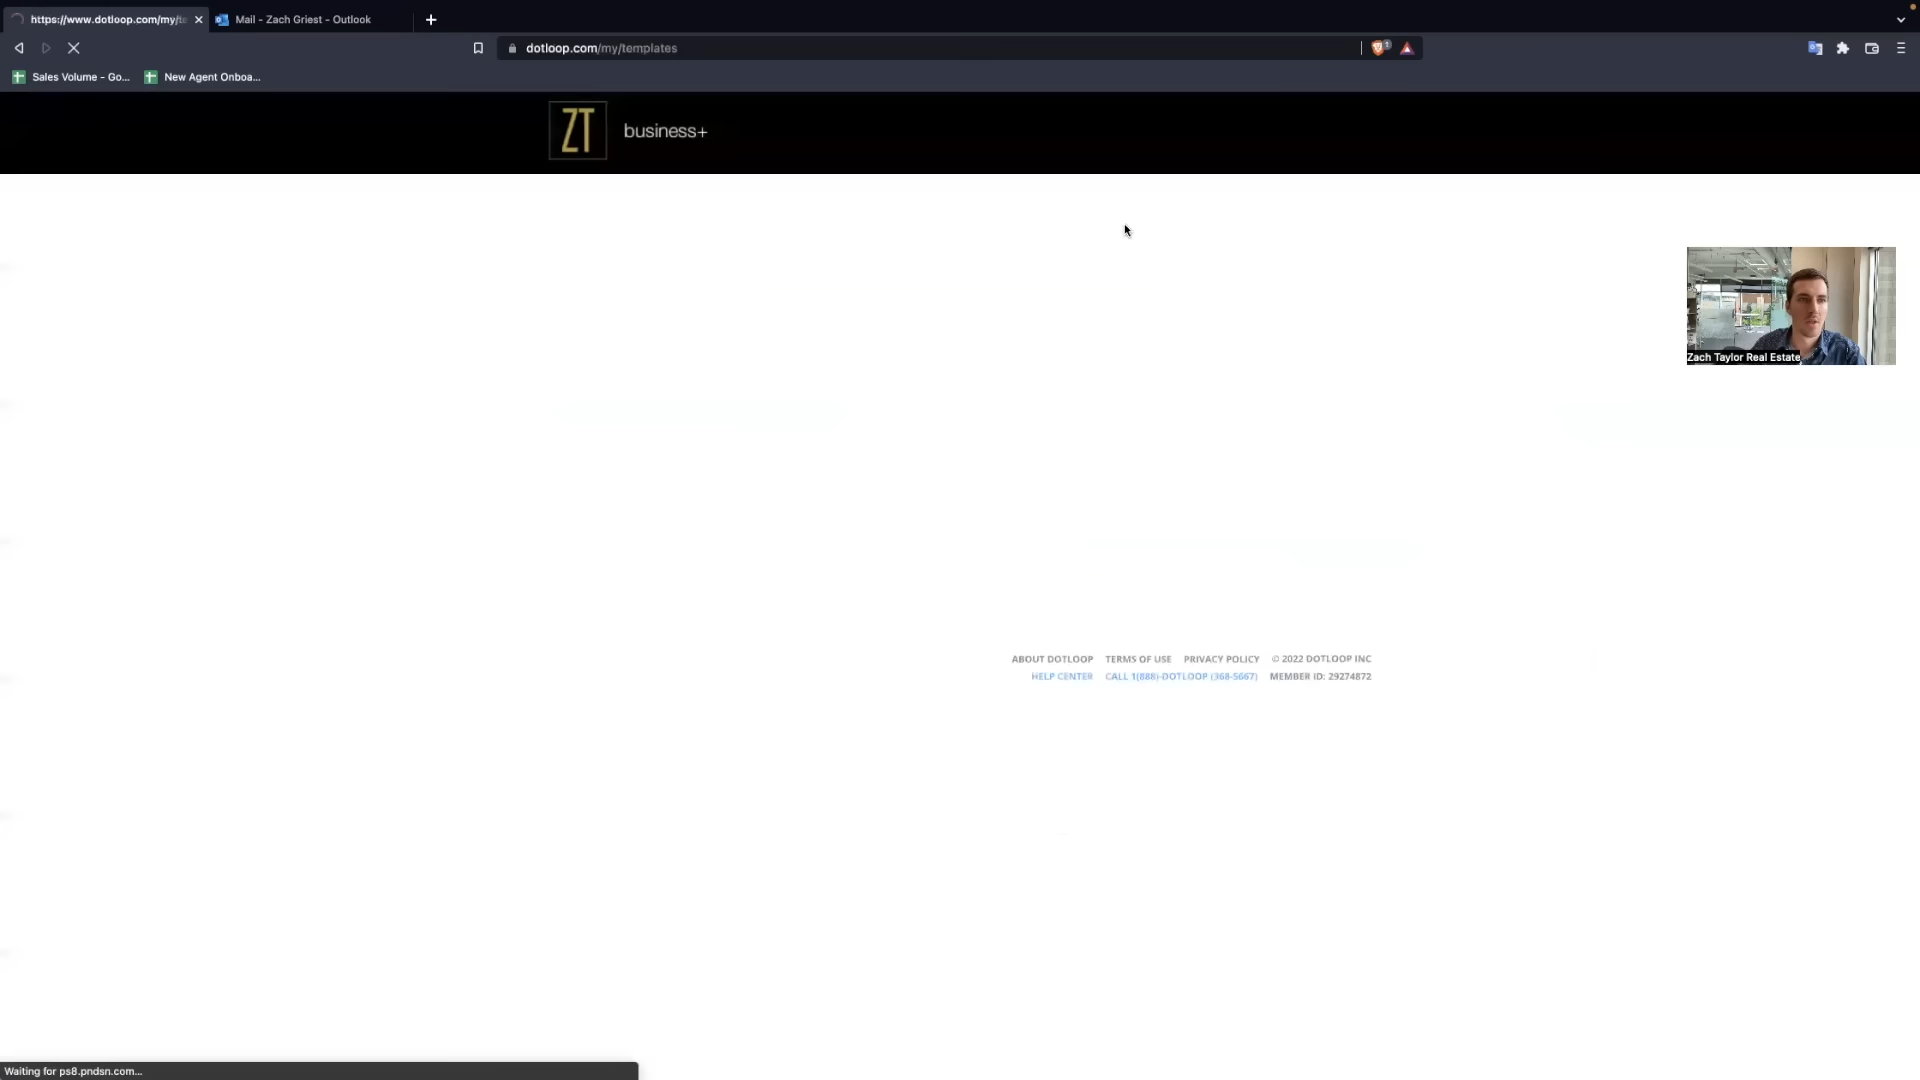 https://www.dotloop.com/my/te
Mail - Zach Griest - Outlook
dotloop.com/my/templates
1
Sales Volume - Go...
New Agent Onboa...
ZT
business+
Zach Taylor Real Estate
ABOUT DOTLOOP TERMS OF USE PRIVACY POLICY © 2022 DOTLOOP INC
HELP CENTER CALL 1(888)-DOTLOOP (368-5667) MEMBER ID: 29274872
Waiting for ps8.pndsn.com...